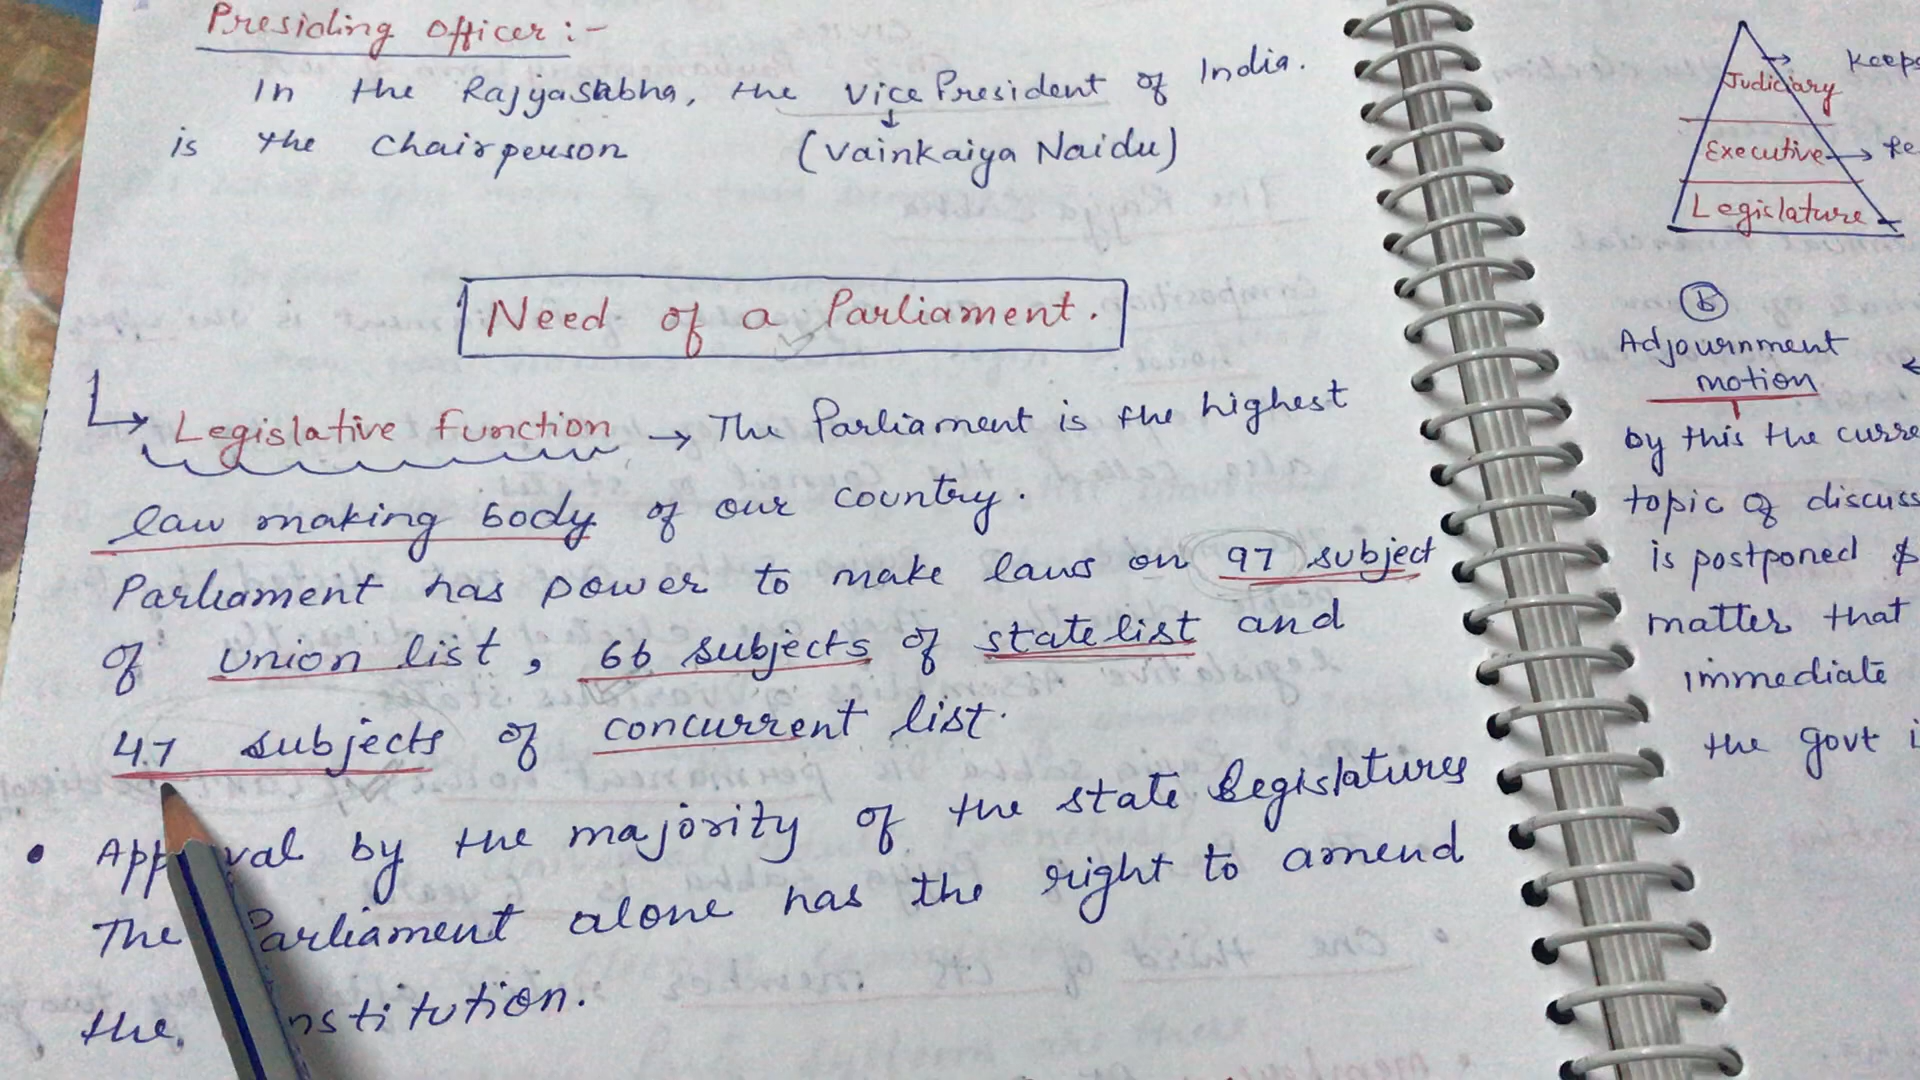 Presiding Officer :-
In the Rajyasabha, the Vice President of India.
is the Chairperson (Vainkaiya Naidu)
Need of a Parliament.
Legislative function → The Parliament is the highest
law making body of our country.
Parliament has power to make laws on 97 subject
of Union list, 66 subjects of state list and
47 subjects of concurrent list.
• by the majority of the state Legislatures
The Parliament alone has the right to amend
the
Judiciary → keeps
Executive →
Legislature
(b)
Adjournment
motion
by this the
topic of
is postponed &
matter that
immediate
the govt